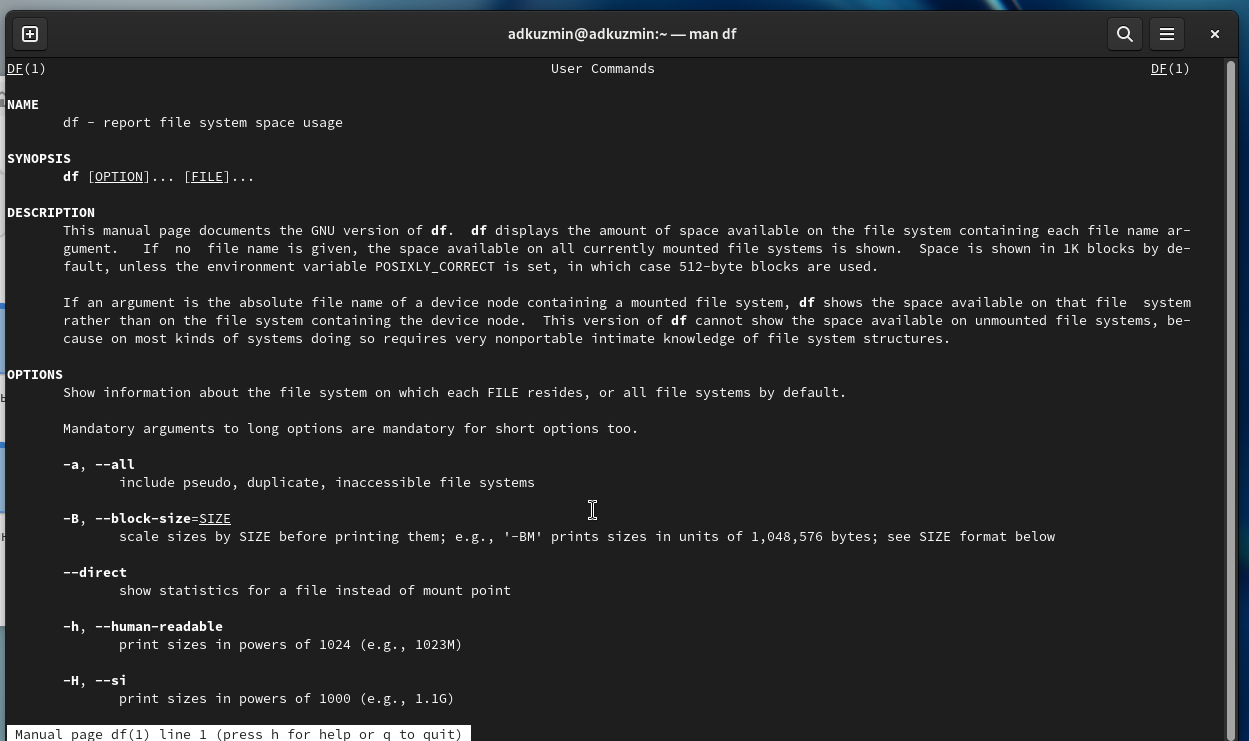 adkuzmin@adkuzmin:~ — man df
DF(1) User Commands DF(1)
NAME
df - report file system space usage
SYNOPSIS
df [OPTION]... [FILE]...
DESCRIPTION
This manual page documents the GNU version of df.  df displays the amount of space available on the file system containing each file name ar-
gument.   If  no  file name is given, the space available on all currently mounted file systems is shown.  Space is shown in 1K blocks by de-
fault, unless the environment variable POSIXLY_CORRECT is set, in which case 512-byte blocks are used.
If an argument is the absolute file name of a device node containing a mounted file system, df shows the space available on that file  system
rather than on the file system containing the device node.  This version of df cannot show the space available on unmounted file systems, be-
cause on most kinds of systems doing so requires very nonportable intimate knowledge of file system structures.
OPTIONS
Show information about the file system on which each FILE resides, or all file systems by default.
Mandatory arguments to long options are mandatory for short options too.
-a, --all
include pseudo, duplicate, inaccessible file systems
-B, --block-size=SIZE
scale sizes by SIZE before printing them; e.g., '-BM' prints sizes in units of 1,048,576 bytes; see SIZE format below
--direct
show statistics for a file instead of mount point
-h, --human-readable
print sizes in powers of 1024 (e.g., 1023M)
-H, --si
print sizes in powers of 1000 (e.g., 1.1G)
Manual page df(1) line 1 (press h for help or q to quit)